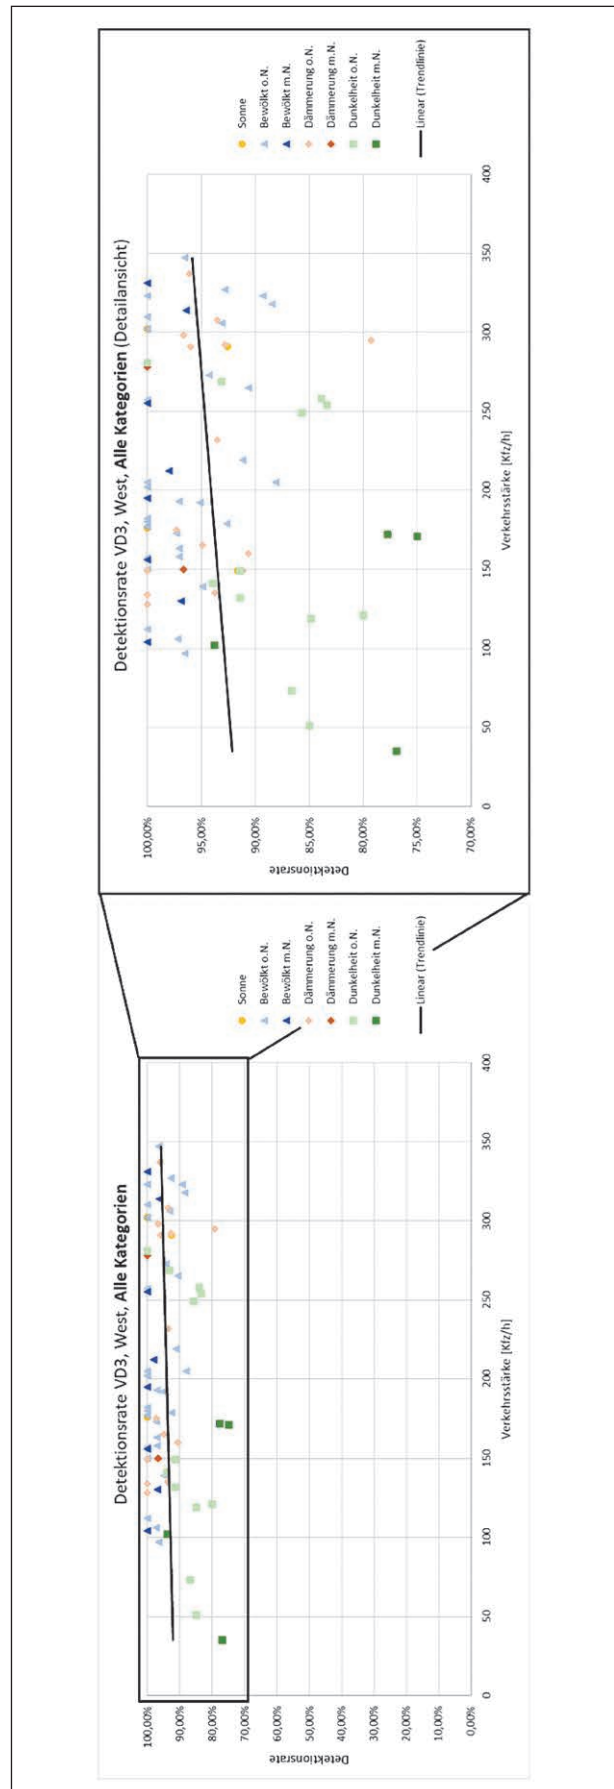 Detektionsrate VD3, West, Alle Kategorien
Detektionsrate
100,00%
90,00%
80,00%
70,00%
60,00%
50,00%
40,00%
30,00%
20,00%
10,00%
0,00%
0 50 100 150 200 250 300 350 400
Verkehrsstärke [Kfz/h]
Sonne
Bewölkt o.N.
Bewölkt m.N.
Dämmerung o.N.
Dämmerung m.N.
Dunkelheit o.N.
Dunkelheit m.N.
Linear (Trendlinie)
Detektionsrate VD3, West, Alle Kategorien (Detailansicht)
Detektionsrate
100,00%
95,00%
90,00%
85,00%
80,00%
75,00%
70,00%
0 50 100 150 200 250 300 350 400
Verkehrsstärke [Kfz/h]
Sonne
Bewölkt o.N.
Bewölkt m.N.
Dämmerung o.N.
Dämmerung m.N.
Dunkelheit o.N.
Dunkelheit m.N.
Linear (Trendlinie)